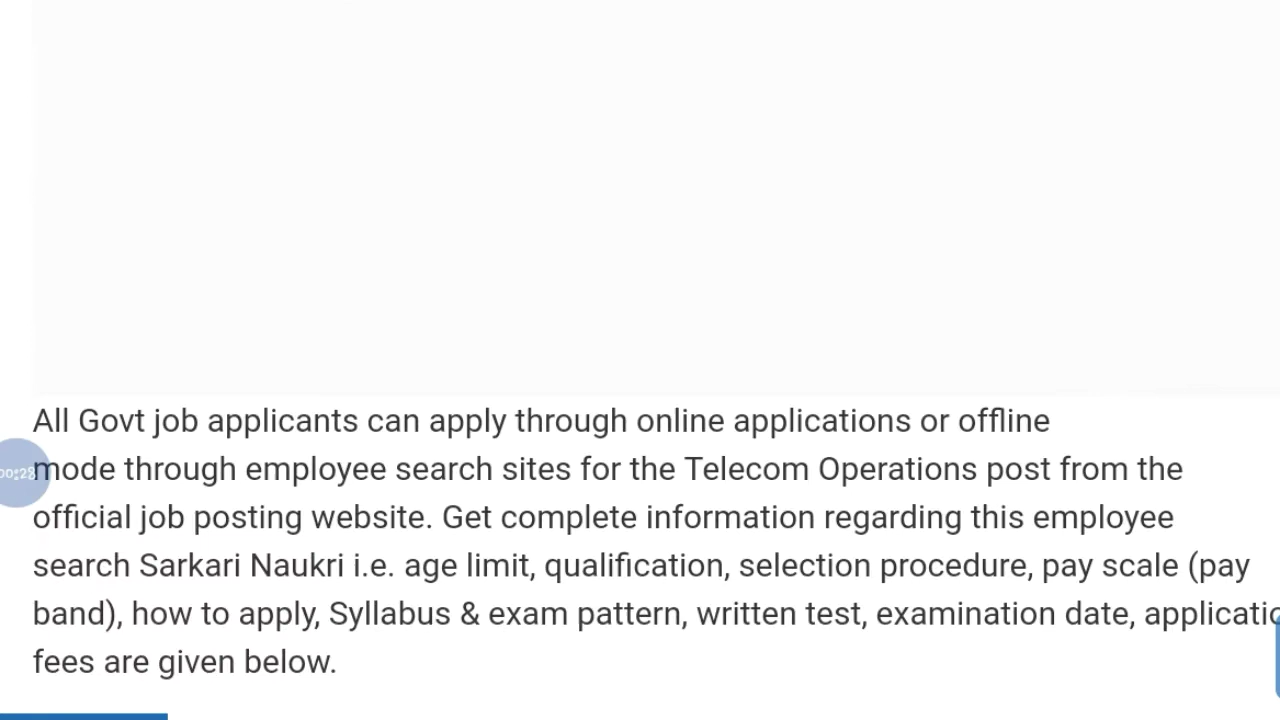 All Govt job applicants can apply through online applications or offline
mode through employee search sites for the Telecom Operations post from the
00:23
official job posting website. Get complete information regarding this employee
search Sarkari Naukri i.e. age limit, qualification, selection procedure, pay scale (pay
band), how to apply, Syllabus & exam pattern, written test, examination date,
fees are given below.